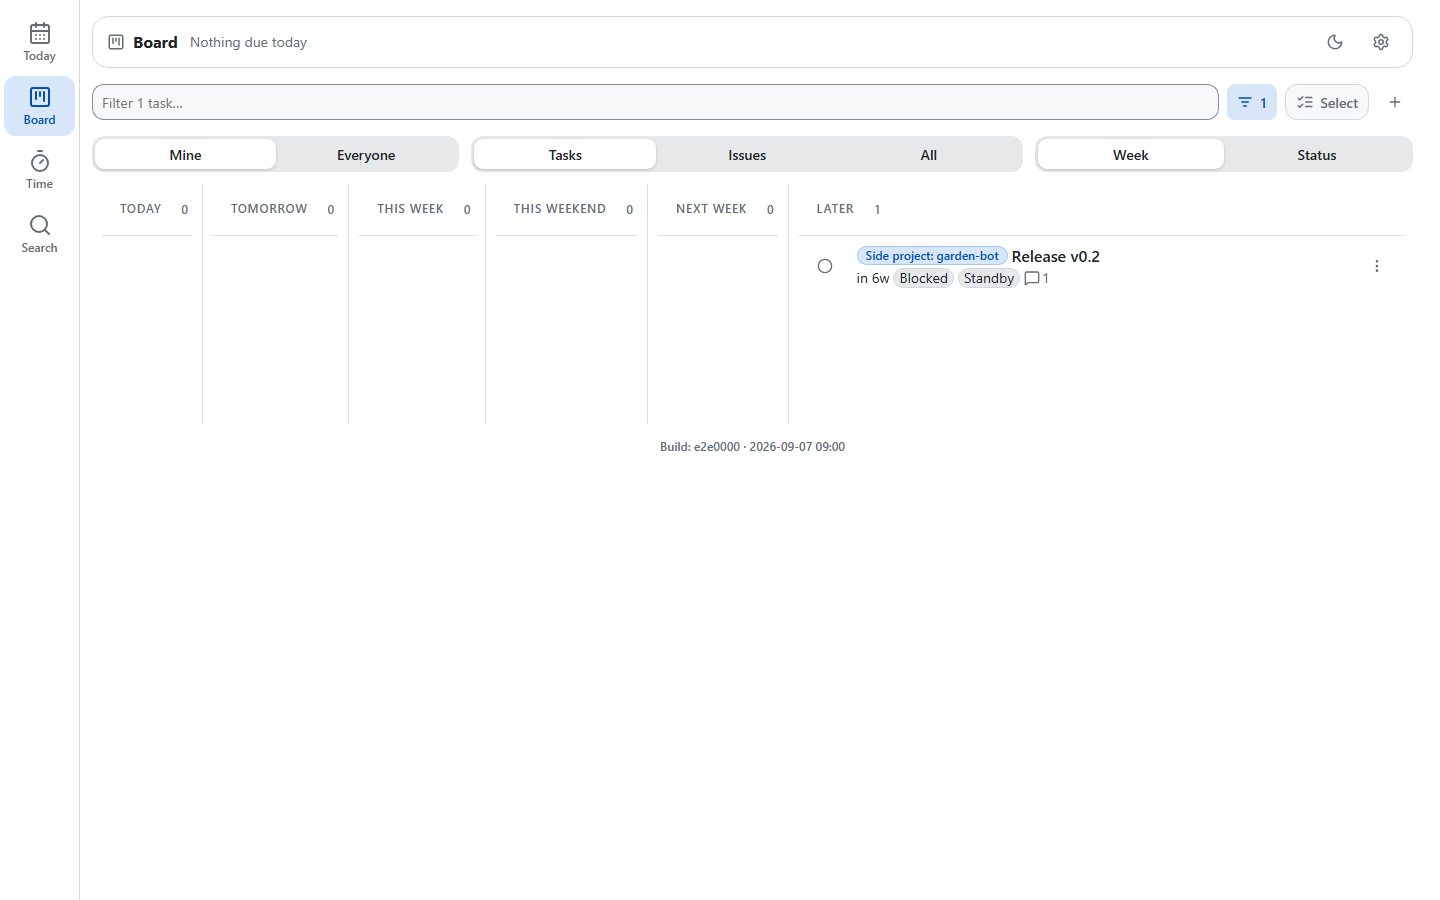 Today
Board
Time
Search
Board Nothing due today
Filter 1 task...
1
Select
Mine Everyone
Tasks Issues All
Week Status
TODAY 0
TOMORROW 0
THIS WEEK 0
THIS WEEKEND 0
NEXT WEEK 0
LATER 1
Side project: garden-bot Release v0.2
in 6w Blocked Standby 1
Build: e2e0000 · 2026-09-07 09:00